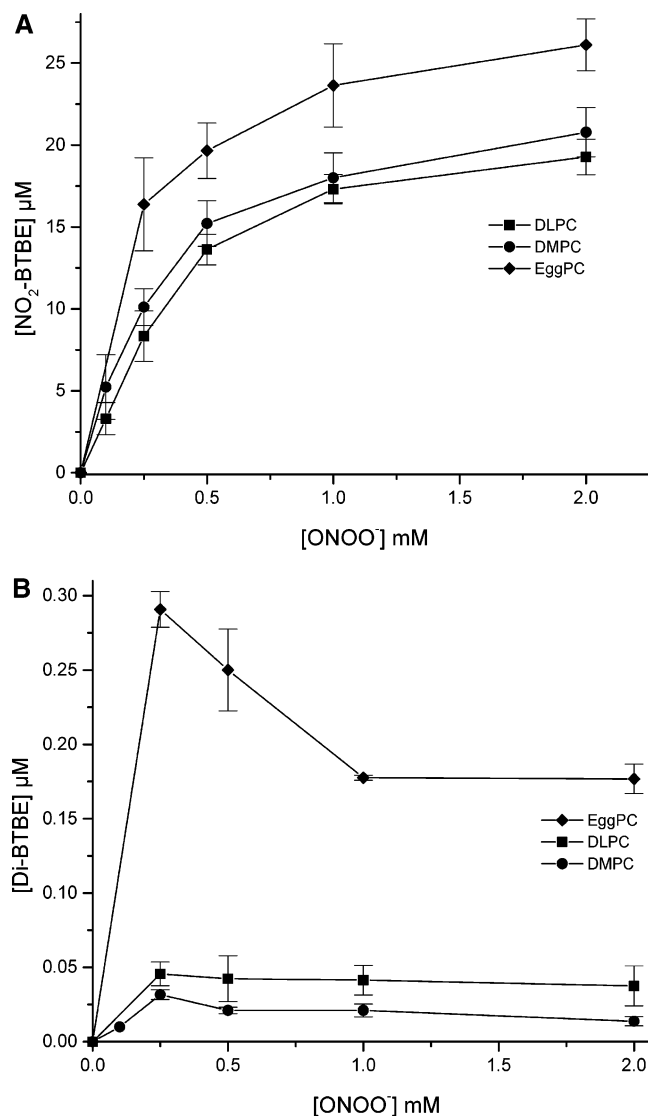 A
[NO₂-BTBE] µM
25
20
15
10
5
0
DLPC
DMPC
EggPC
0.0 0.5 1.0 1.5 2.0
[ONOO⁻] mM
B
[Di-BTBE] µM
0.30
0.25
0.20
0.15
0.10
0.05
0.00
EggPC
DLPC
DMPC
0.0 0.5 1.0 1.5 2.0
[ONOO⁻] mM